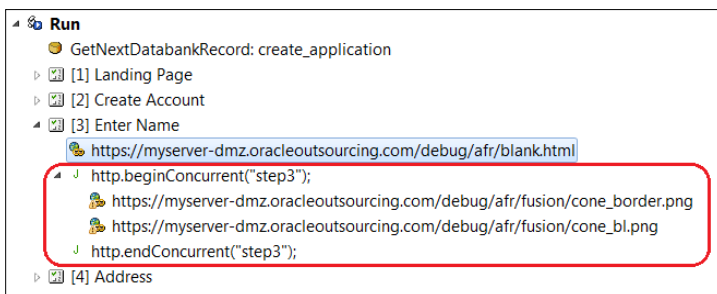 Run
GetNextDatabankRecord: create_application
[1] Landing Page
[2] Create Account
[3] Enter Name
https://myserver-dmz.oracleoutsourcing.com/debug/afr/blank.html
http.beginConcurrent("step3");
https://myserver-dmz.oracleoutsourcing.com/debug/afr/fusion/cone_border.png
https://myserver-dmz.oracleoutsourcing.com/debug/afr/fusion/cone_bl.png
http.endConcurrent("step3");
[4] Address